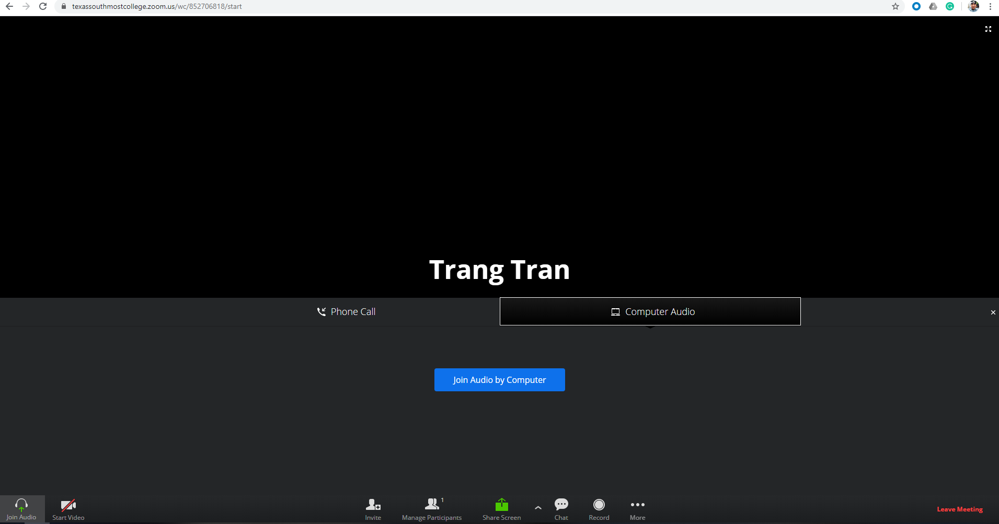 texassouthmostcollege.zoom.us/wc/852706818/start
Trang Tran
Phone Call
Computer Audio
Join Audio by Computer
Join Audio
Start Video
Invite
1
Manage Participants
Share Screen
Chat
Record
More
Leave Meeting